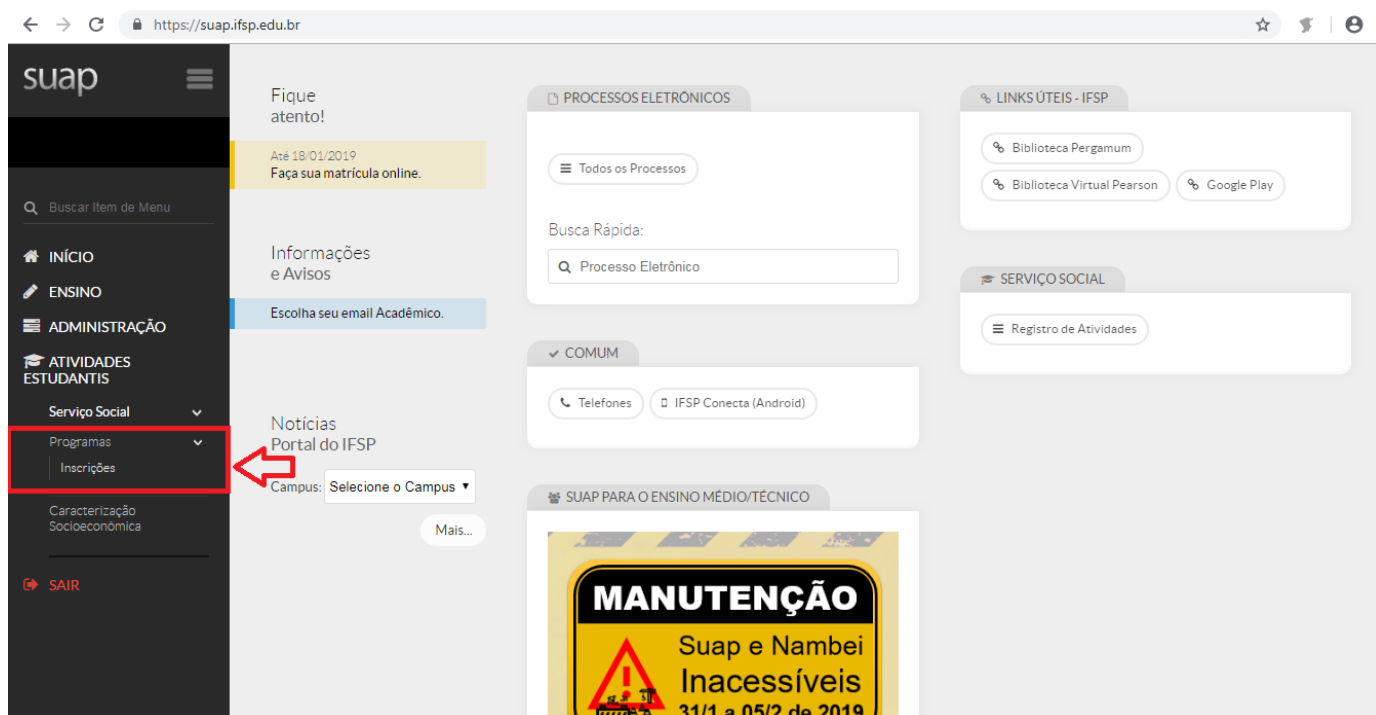 https://suap.ifsp.edu.br
suap
Buscar Item de Menu
INÍCIO
ENSINO
ADMINISTRAÇÃO
ATIVIDADES
ESTUDANTIS
Serviço Social
Programas
Inscrições
Caracterização
Socioeconômica
SAIR
Fique
atento!
Até 18/01/2019
Faça sua matrícula online.
Informações
e Avisos
Escolha seu email Acadêmico.
Notícias
Portal do IFSP
Campus: Selecione o Campus
Mais...
PROCESSOS ELETRÔNICOS
Todos os Processos
Busca Rápida:
Processo Eletrônico
COMUM
Telefones
IFSP Conecta (Android)
SUAP PARA O ENSINO MÉDIO/TÉCNICO
MANUTENÇÃO
Suap e Nambei
Inacessíveis
31/1 a 05/2 de 2019
LINKS ÚTEIS - IFSP
Biblioteca Pergamum
Biblioteca Virtual Pearson
Google Play
SERVIÇO SOCIAL
Registro de Atividades